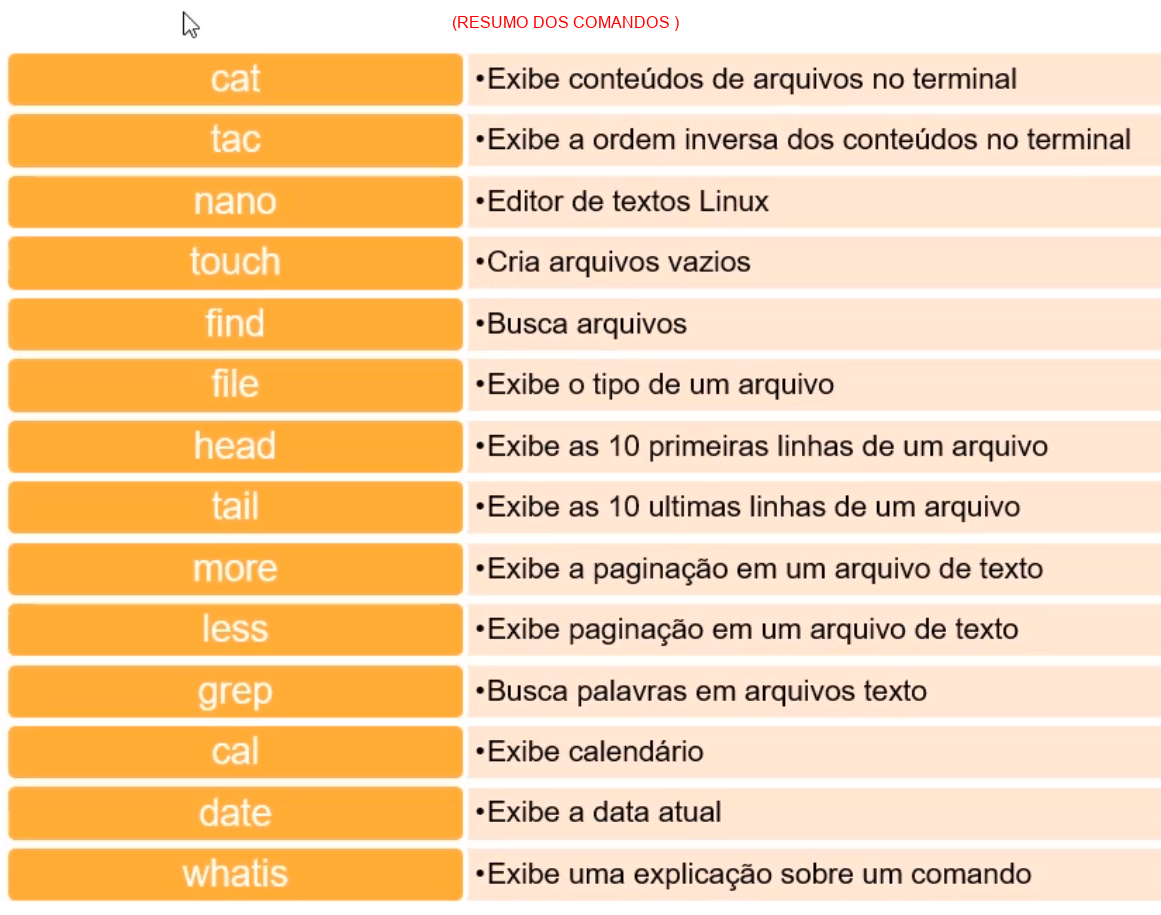 (RESUMO DOS COMANDOS )
cat •Exibe conteúdos de arquivos no terminal
tac •Exibe a ordem inversa dos conteúdos no terminal
nano •Editor de textos Linux
touch •Cria arquivos vazios
find •Busca arquivos
file •Exibe o tipo de um arquivo
head •Exibe as 10 primeiras linhas de um arquivo
tail •Exibe as 10 ultimas linhas de um arquivo
more •Exibe a paginação em um arquivo de texto
less •Exibe paginação em um arquivo de texto
grep •Busca palavras em arquivos texto
cal •Exibe calendário
date •Exibe a data atual
whatis •Exibe uma explicação sobre um comando